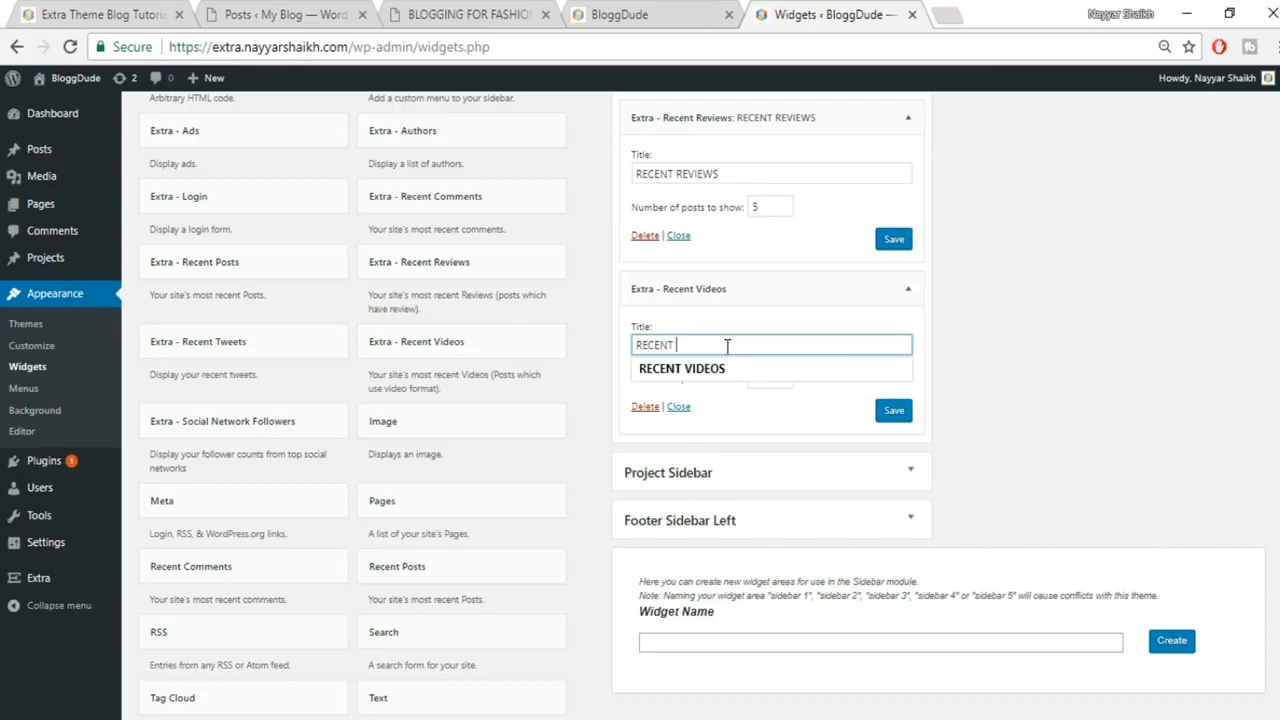 Extra Theme Blog Tutori
Posts ‹ My Blog — Word
BLOGGING FOR FASHIO
BloggDude
Widgets ‹ BloggDude —
Nayyar Shaikh
Secure
https://extra.nayyarshaikh.com/wp-admin/widgets.php
BloggDude
2
0
New
Howdy, Nayyar Shaikh
Dashboard
Posts
Media
Pages
Comments
Projects
Appearance
Themes
Customize
Widgets
Menus
Background
Editor
Plugins 1
Users
Tools
Settings
Extra
Collapse menu
Arbitrary HTML code.
Add a custom menu to your sidebar.
Extra - Ads
Extra - Authors
Display ads.
Display a list of authors.
Extra - Login
Extra - Recent Comments
Display a login form.
Your site's most recent comments.
Extra - Recent Posts
Extra - Recent Reviews
Your site's most recent Posts.
Your site's most recent Reviews (posts which
have review).
Extra - Recent Tweets
Extra - Recent Videos
Display your recent tweets.
Your site's most recent Videos (Posts which
use video format).
Extra - Social Network Followers
Image
Display your follower counts from top social
networks
Displays an image.
Meta
Pages
Login, RSS, & WordPress.org links.
A list of your site's Pages.
Recent Comments
Recent Posts
Your site's most recent comments.
Your site's most recent Posts.
RSS
Search
Entries from any RSS or Atom feed.
A search form for your site.
Tag Cloud
Text
Extra - Recent Reviews: RECENT REVIEWS
Title:
RECENT REVIEWS
Number of posts to show: 5
Delete | Close
Save
Extra - Recent Videos
Title:
RECENT
RECENT VIDEOS
Delete | Close
Save
Project Sidebar
Footer Sidebar Left
Here you can create new widget areas for use in the Sidebar module.
Note: Naming your widget area "sidebar 1", "sidebar 2", "sidebar 3", "sidebar 4" or "sidebar 5" will cause conflicts with this theme.
Widget Name
Create